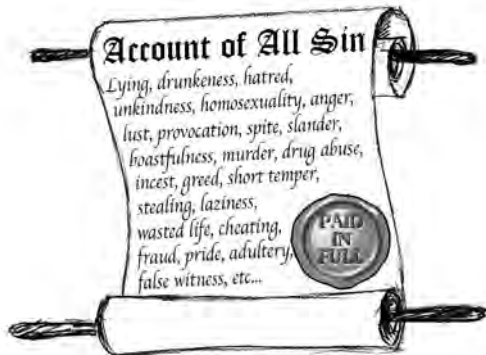 Account of All Sin
Lying, drunkeness, hatred,
unkindness, homosexuality, anger,
lust, provocation, spite, slander,
boastfulness, murder, drug abuse,
incest, greed, short temper,
stealing, laziness,
wasted life, cheating,
fraud, pride, adultery,
false witness, etc...
PAID
IN
FULL